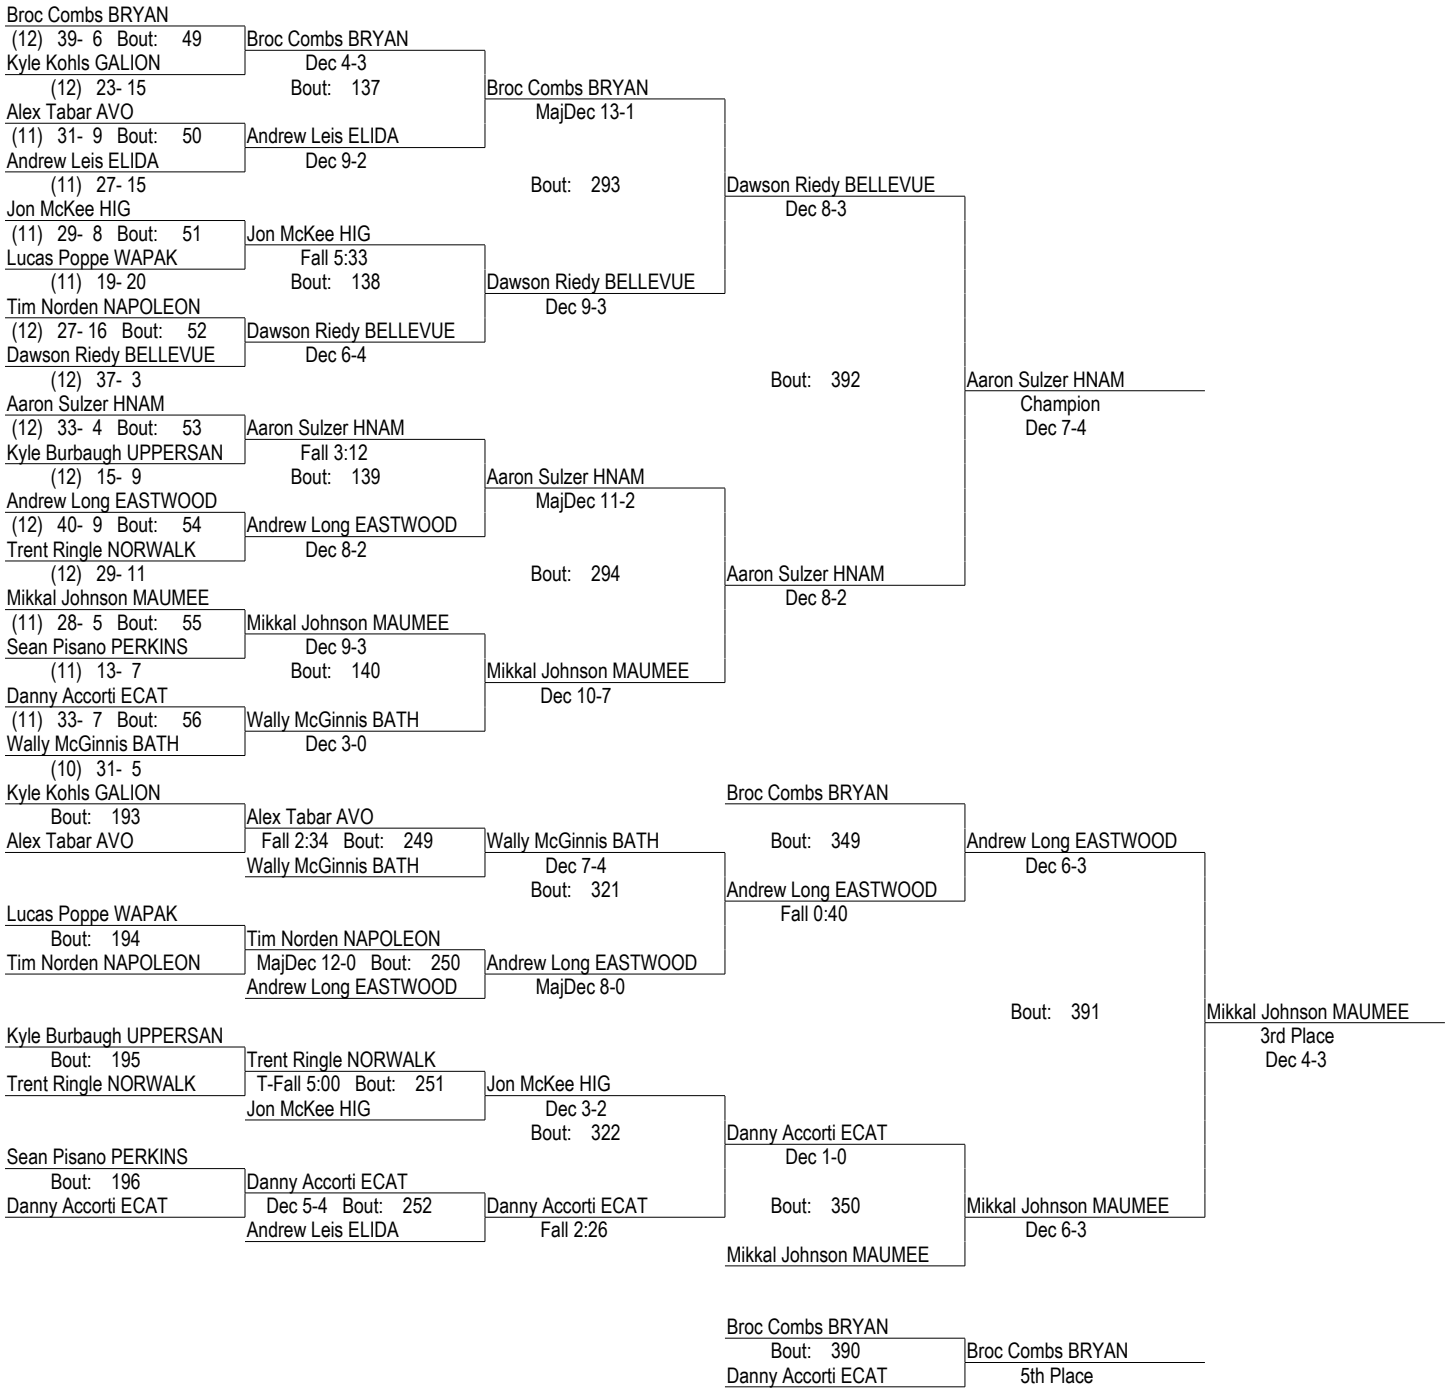 Broc Combs BRYAN
(12) 39- 6 Bout: 49 Broc Combs BRYAN
Kyle Kohls GALION Dec 4-3
(12) 23- 15 Bout: 137 Broc Combs BRYAN
Alex Tabar AVO MajDec 13-1
(11) 31- 9 Bout: 50 Andrew Leis ELIDA
Andrew Leis ELIDA Dec 9-2
(11) 27- 15 Bout: 293 Dawson Riedy BELLEVUE
Jon McKee HIG Dec 8-3
(11) 29- 8 Bout: 51 Jon McKee HIG
Lucas Poppe WAPAK Fall 5:33
(11) 19- 20 Bout: 138 Dawson Riedy BELLEVUE
Tim Norden NAPOLEON Dec 9-3
(12) 27- 16 Bout: 52 Dawson Riedy BELLEVUE
Dawson Riedy BELLEVUE Dec 6-4
(12) 37- 3 Bout: 392 Aaron Sulzer HNAM
Aaron Sulzer HNAM Champion
(12) 33- 4 Bout: 53 Aaron Sulzer HNAM Dec 7-4
Kyle Burbaugh UPPERSAN Fall 3:12
(12) 15- 9 Bout: 139 Aaron Sulzer HNAM
Andrew Long EASTWOOD MajDec 11-2
(12) 40- 9 Bout: 54 Andrew Long EASTWOOD
Trent Ringle NORWALK Dec 8-2
(12) 29- 11 Bout: 294 Aaron Sulzer HNAM
Mikkal Johnson MAUMEE Dec 8-2
(11) 28- 5 Bout: 55 Mikkal Johnson MAUMEE
Sean Pisano PERKINS Dec 9-3
(11) 13- 7 Bout: 140 Mikkal Johnson MAUMEE
Danny Accorti ECAT Dec 10-7
(11) 33- 7 Bout: 56 Wally McGinnis BATH
Wally McGinnis BATH Dec 3-0
(10) 31- 5
Kyle Kohls GALION Broc Combs BRYAN
Bout: 193 Alex Tabar AVO
Alex Tabar AVO Fall 2:34 Bout: 249 Wally McGinnis BATH Bout: 349 Andrew Long EASTWOOD
Wally McGinnis BATH Dec 7-4 Dec 6-3
Bout: 321 Andrew Long EASTWOOD
Lucas Poppe WAPAK Fall 0:40
Bout: 194 Tim Norden NAPOLEON
Tim Norden NAPOLEON MajDec 12-0 Bout: 250 Andrew Long EASTWOOD
Andrew Long EASTWOOD MajDec 8-0
Bout: 391 Mikkal Johnson MAUMEE
Kyle Burbaugh UPPERSAN 3rd Place
Bout: 195 Trent Ringle NORWALK Dec 4-3
Trent Ringle NORWALK T-Fall 5:00 Bout: 251 Jon McKee HIG
Jon McKee HIG Dec 3-2
Bout: 322 Danny Accorti ECAT
Sean Pisano PERKINS Dec 1-0
Bout: 196 Danny Accorti ECAT
Danny Accorti ECAT Dec 5-4 Bout: 252 Danny Accorti ECAT Bout: 350 Mikkal Johnson MAUMEE
Andrew Leis ELIDA Fall 2:26 Dec 6-3
Mikkal Johnson MAUMEE
Broc Combs BRYAN
Bout: 390 Broc Combs BRYAN
Danny Accorti ECAT 5th Place